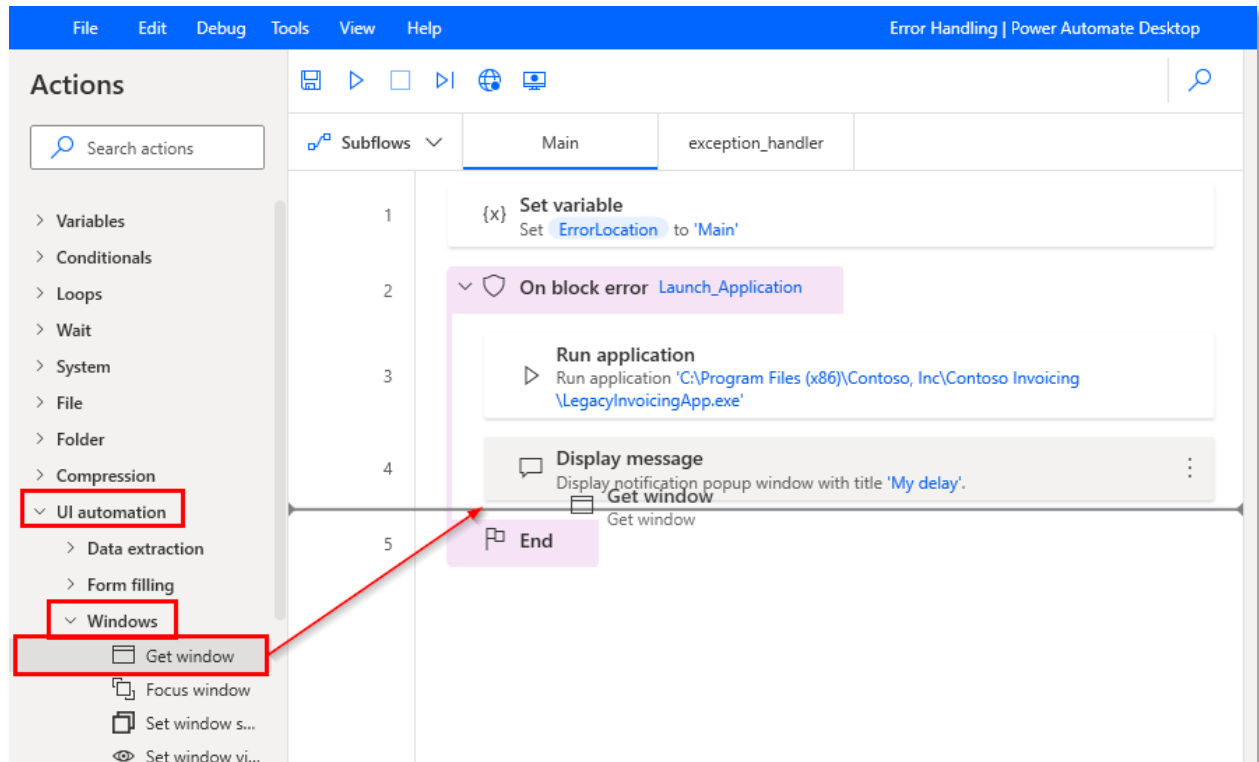 File Edit Debug Tools View Help Error Handling | Power Automate Desktop
Actions
Search actions
Variables
Conditionals
Loops
Wait
System
File
Folder
Compression
UI automation
Data extraction
Form filling
Windows
Get window
Focus window
Set window s...
Set window vi...
Subflows Main exception_handler
1
{x} Set variable
Set ErrorLocation to 'Main'
2
On block error Launch_Application
3
Run application
Run application 'C:\Program Files (x86)\Contoso, Inc\Contoso Invoicing
\LegacyInvoicingApp.exe'
4
Display message
Display notification popup window with title 'My delay'.
Get window
Get window
5
End